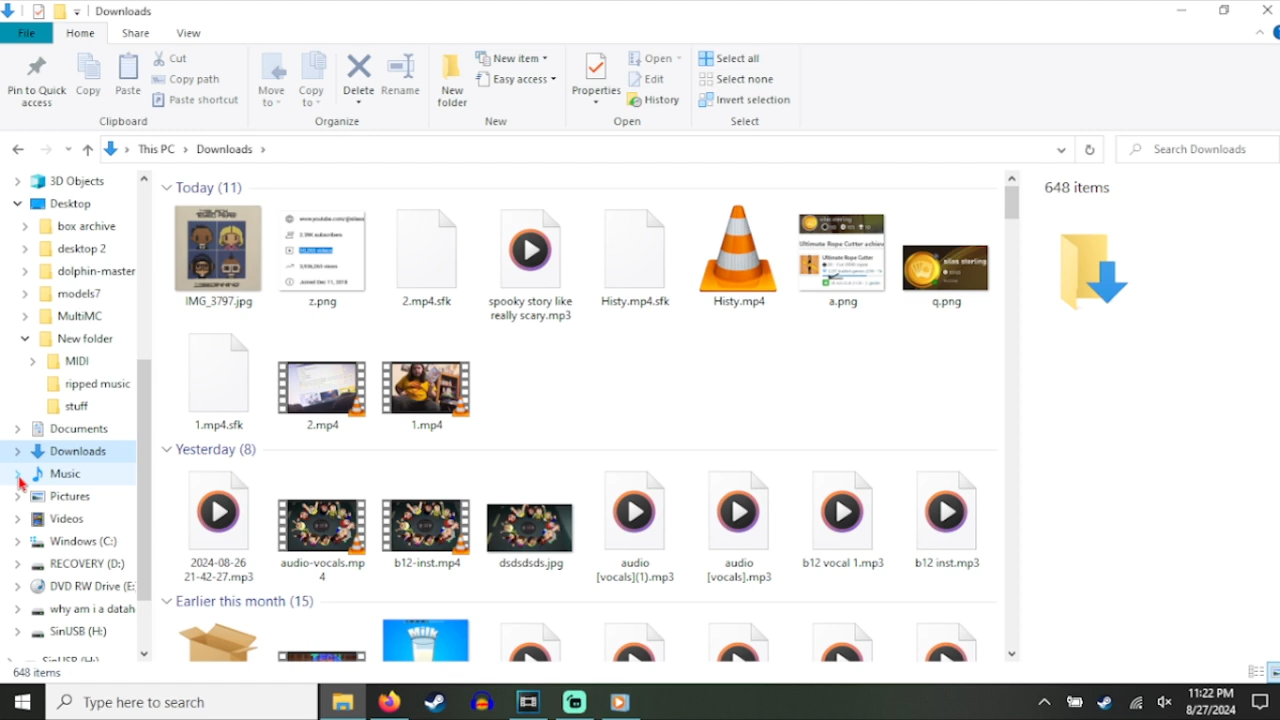 Downloads
File
Home
Share
View
Pin to Quick access
Copy
Paste
Cut
Copy path
Paste shortcut
Move to
Copy to
Delete
Rename
New folder
New item
Easy access
Properties
Open
Edit
History
Select all
Select none
Invert selection
Clipboard
Organize
New
Open
Select
This PC
Downloads
Search Downloads
3D Objects
Desktop
box archive
desktop 2
dolphin-master
models7
MultiMC
New folder
MIDI
ripped music
stuff
Documents
Downloads
Music
Pictures
Videos
Windows (C:)
RECOVERY (D:)
DVD RW Drive (E:
why am i a datah
SinUSB (H:)
SinUSB (H:)
Today (11)
IMG_3797.jpg
z.png
2.mp4.sfk
spooky story like
really scary.mp3
Histy.mp4.sfk
Histy.mp4
a.png
q.png
1.mp4.sfk
2.mp4
1.mp4
Yesterday (8)
2024-08-26
21-42-27.mp3
audio-vocals.mp
4
b12-inst.mp4
dsdsdsds.jpg
audio
[vocals](1).mp3
audio
[vocals].mp3
b12 vocal 1.mp3
b12 inst.mp3
Earlier this month (15)
Milk
648 items
648 items
Type here to search
11:22 PM
8/27/2024